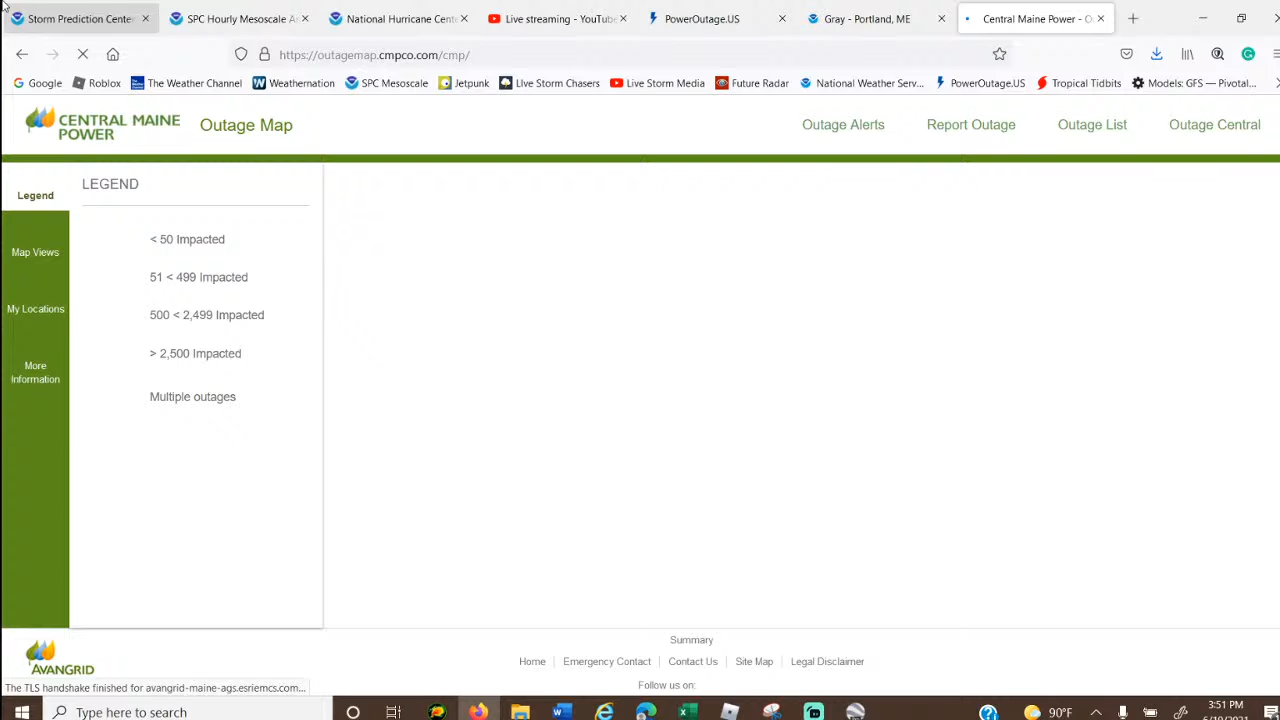 Storm Prediction Cente
SPC Hourly Mesoscale A
National Hurricane Cente
Live streaming - YouTube
PowerOutage.US
Gray - Portland, ME
Central Maine Power - O
https://outagemap.cmpco.com/cmp/
Google
Roblox
The Weather Channel
Weathernation
SPC Mesoscale
Jetpunk
Live Storm Chasers
Live Storm Media
Future Radar
National Weather Serv...
PowerOutage.US
Tropical Tidbits
Models: GFS — Pivotal...
CENTRAL MAINE
POWER
Outage Map
Outage Alerts
Report Outage
Outage List
Outage Central
Legend
Map Views
My Locations
More
Information
LEGEND
< 50 Impacted
51 < 499 Impacted
500 < 2,499 Impacted
> 2,500 Impacted
Multiple outages
Summary
AVANGRID
Home
Emergency Contact
Contact Us
Site Map
Legal Disclaimer
Follow us on:
The TLS handshake finished for avangrid-maine-ags.esriemcs.com...
Type here to search
90°F
3:51 PM